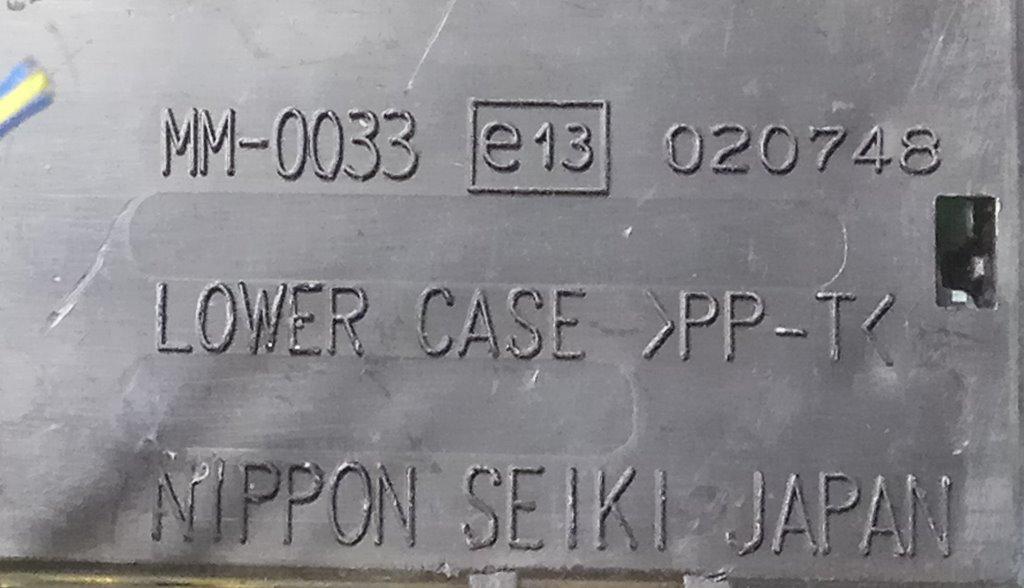 MM-0033 e13 020748
LOWER CASE >PP-T<
NIPPON SEIKI JAPAN